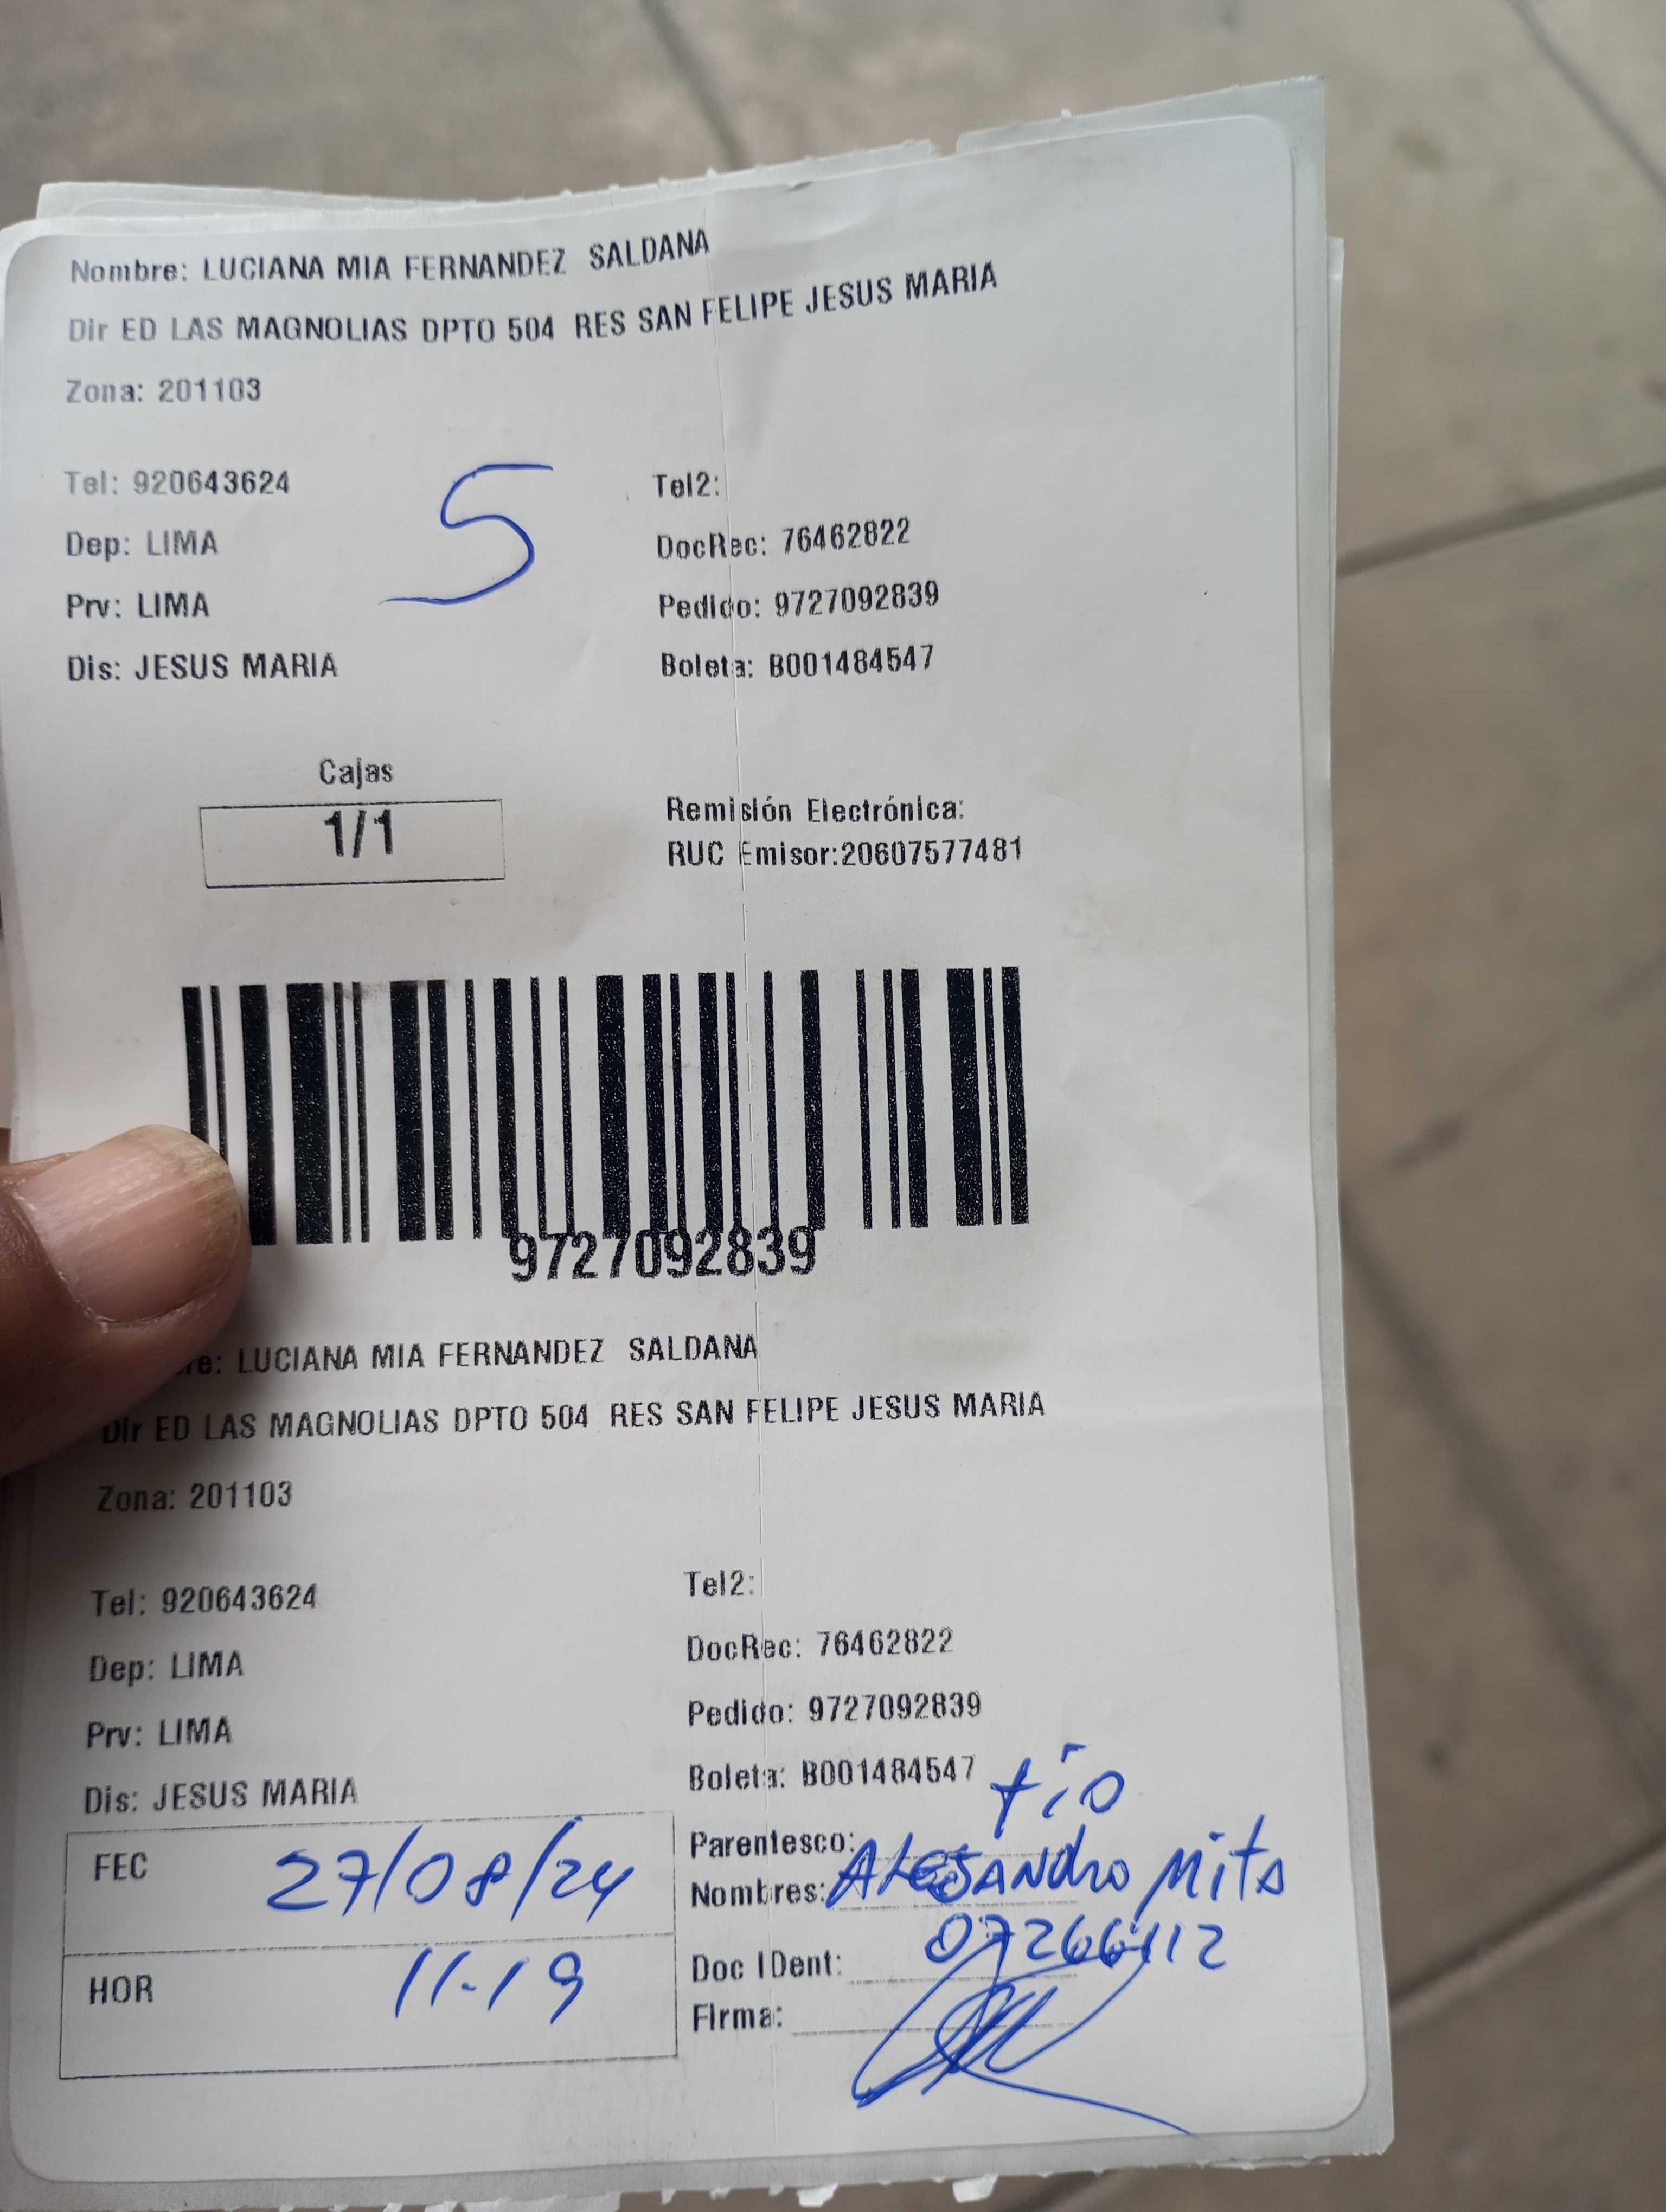 Nombre: LUCIANA MIA FERNANDEZ SALDANA
Dir ED LAS MAGNOLIAS DPTO 504 RES SAN FELIPE JESUS MARIA
Zona: 201103
Tel: 920643624
5
Tel2:
Dep: LIMA
DocRec: 76462822
Prv: LIMA
Pedido: 9727092839
Dis: JESUS MARIA
Boleta: B001484547
Cajas
1/1
Remisión Electrónica:
RUC Emisor:20607577481
9727092839
re: LUCIANA MIA FERNANDEZ SALDANA
Dir ED LAS MAGNOLIAS DPTO 504 RES SAN FELIPE JESUS MARIA
Zona: 201103
Tel: 920643624
Tel2:
Dep: LIMA
DocRec: 76462822
Prv: LIMA
Pedido: 9727092839
Dis: JESUS MARIA
Boleta: B001484547
FEC 27/08/24
HOR 11-19
Parentesco: tío
Nombres: ALESANdro Mita
Doc IDent: 07266112
Firma: